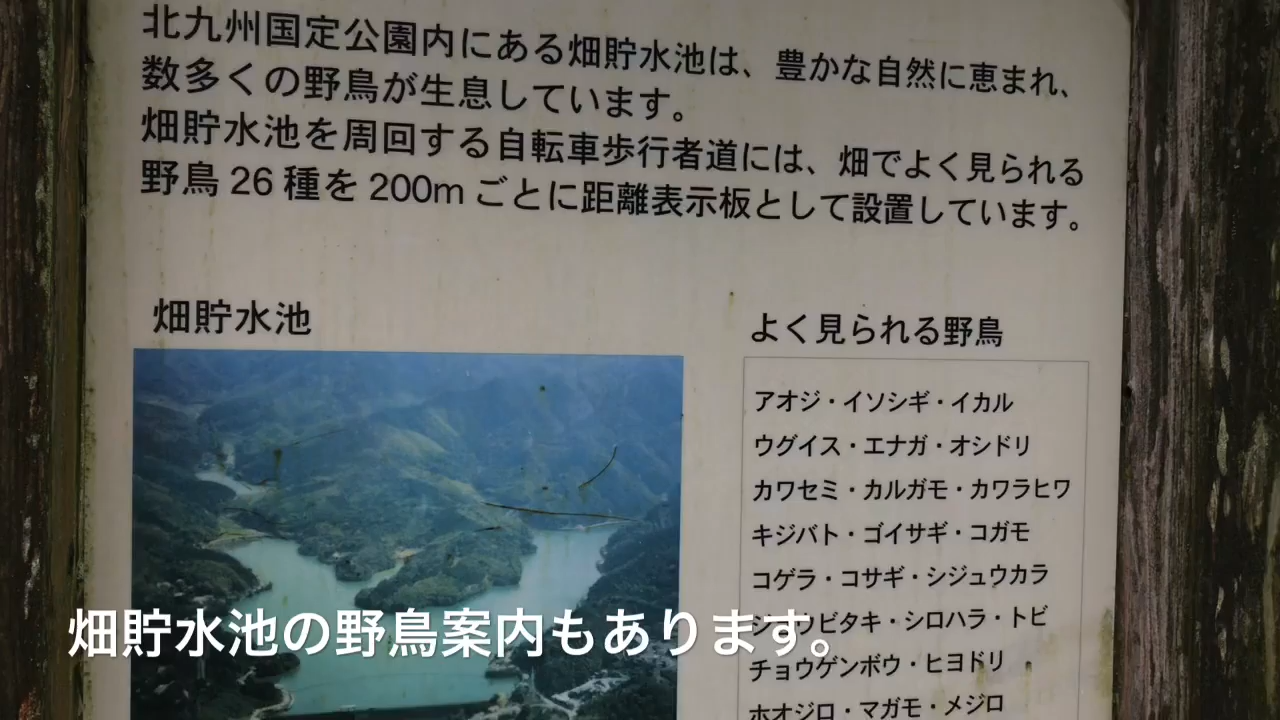 北九州国定公園内にある畑貯水池は、豊かな自然に恵まれ、
数多くの野鳥が生息しています。
畑貯水池を周回する自転車歩行者道には、畑でよく見られる
野鳥 26 種を 200m ごとに距離表示板として設置しています。
畑貯水池
よく見られる野鳥
アオジ・イソシギ・イカル
ウグイス・エナガ・オシドリ
カワセミ・カルガモ・カワラヒワ
キジバト・ゴイサギ・コガモ
コゲラ・コサギ・シジュウカラ
ジョウビタキ・シロハラ・トビ
チョウゲンボウ・ヒヨドリ
ホオジロ・マガモ・メジロ
畑貯水池の野鳥案内もあります。